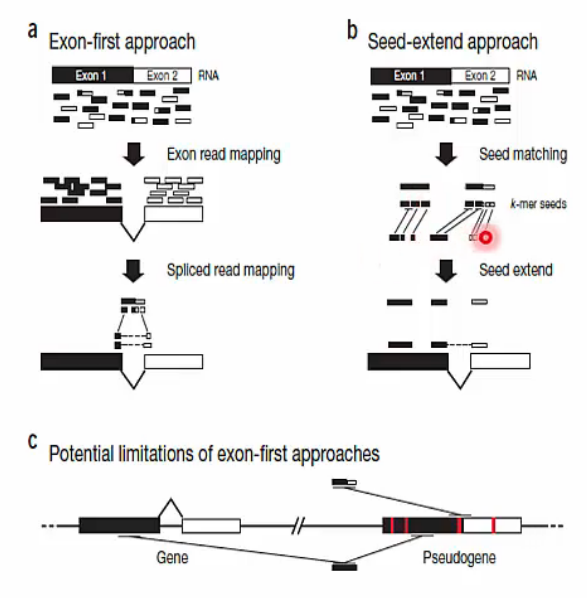 a Exon-first approach
Exon 1 Exon 2 RNA
Exon read mapping
Spliced read mapping
b Seed-extend approach
Exon 1 Exon 2 RNA
Seed matching
k-mer seeds
Seed extend
c Potential limitations of exon-first approaches
Gene
Pseudogene